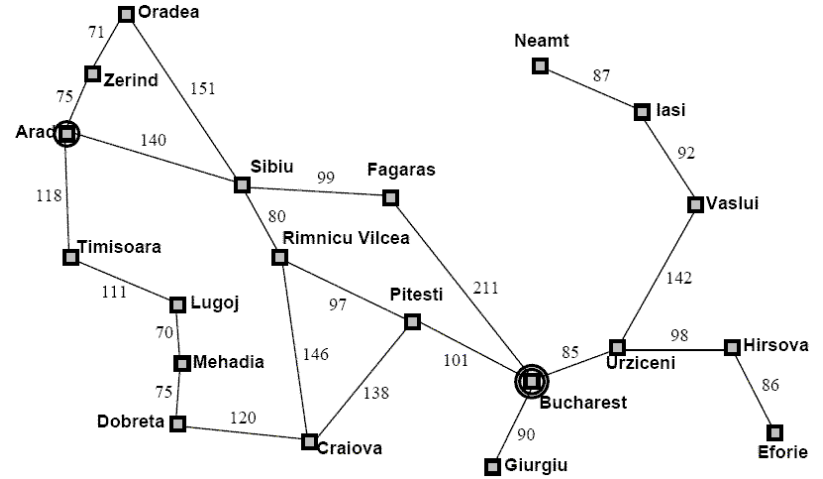 Oradea
71
Neamt
87
Zerind
151
75
Iasi
Arad
140
92
Sibiu
Fagaras
99
118
Vaslui
80
Rimnicu Vilcea
Timisoara
142
111
211
Pitesti
97
Lugoj
70
98
Hirsova
85
146
Urziceni
101
Mehadia
86
75
138
Bucharest
120
Dobreta
90
Craiova
Eforie
Giurgiu